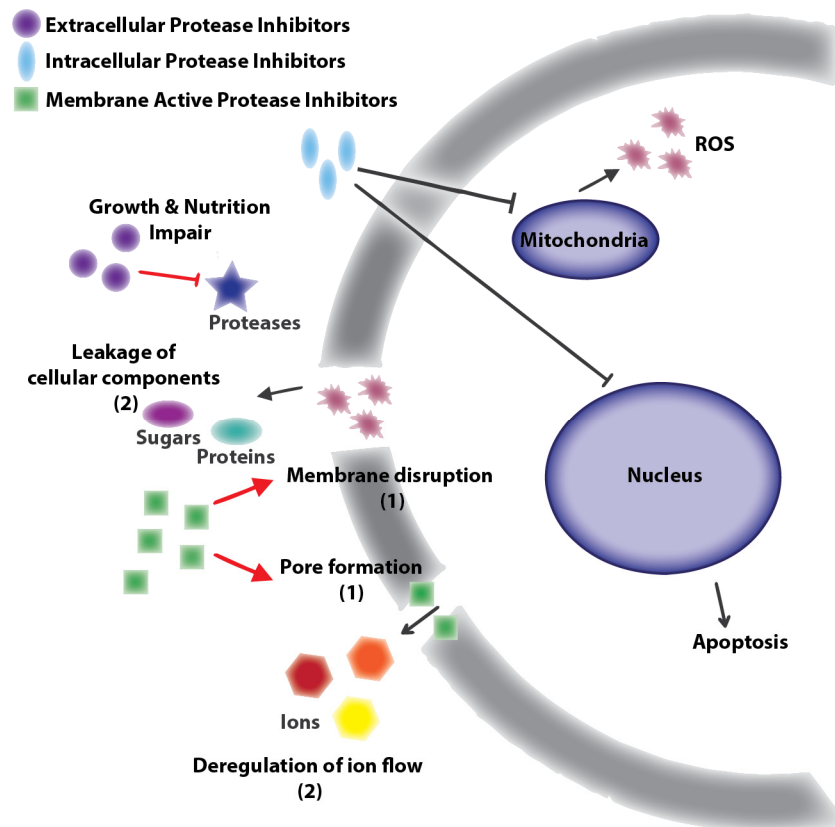 Extracellular Protease Inhibitors
Intracellular Protease Inhibitors
Membrane Active Protease Inhibitors
ROS
Growth & Nutrition
Impair
Mitochondria
Proteases
Leakage of
cellular components
(2)
Sugars
Proteins
Membrane disruption
(1)
Nucleus
Pore formation
(1)
Apoptosis
Ions
Deregulation of ion flow
(2)